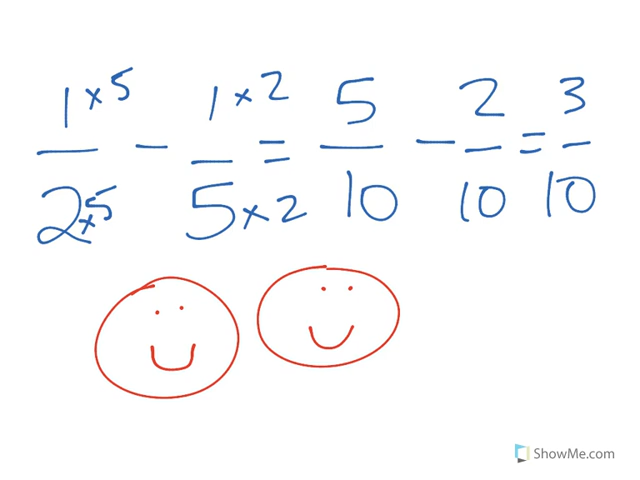 1 x 5 1 x 2 5 2 3
— - — = — - — = —
2 x 5 5 x 2 10 10 10
ShowMe.com